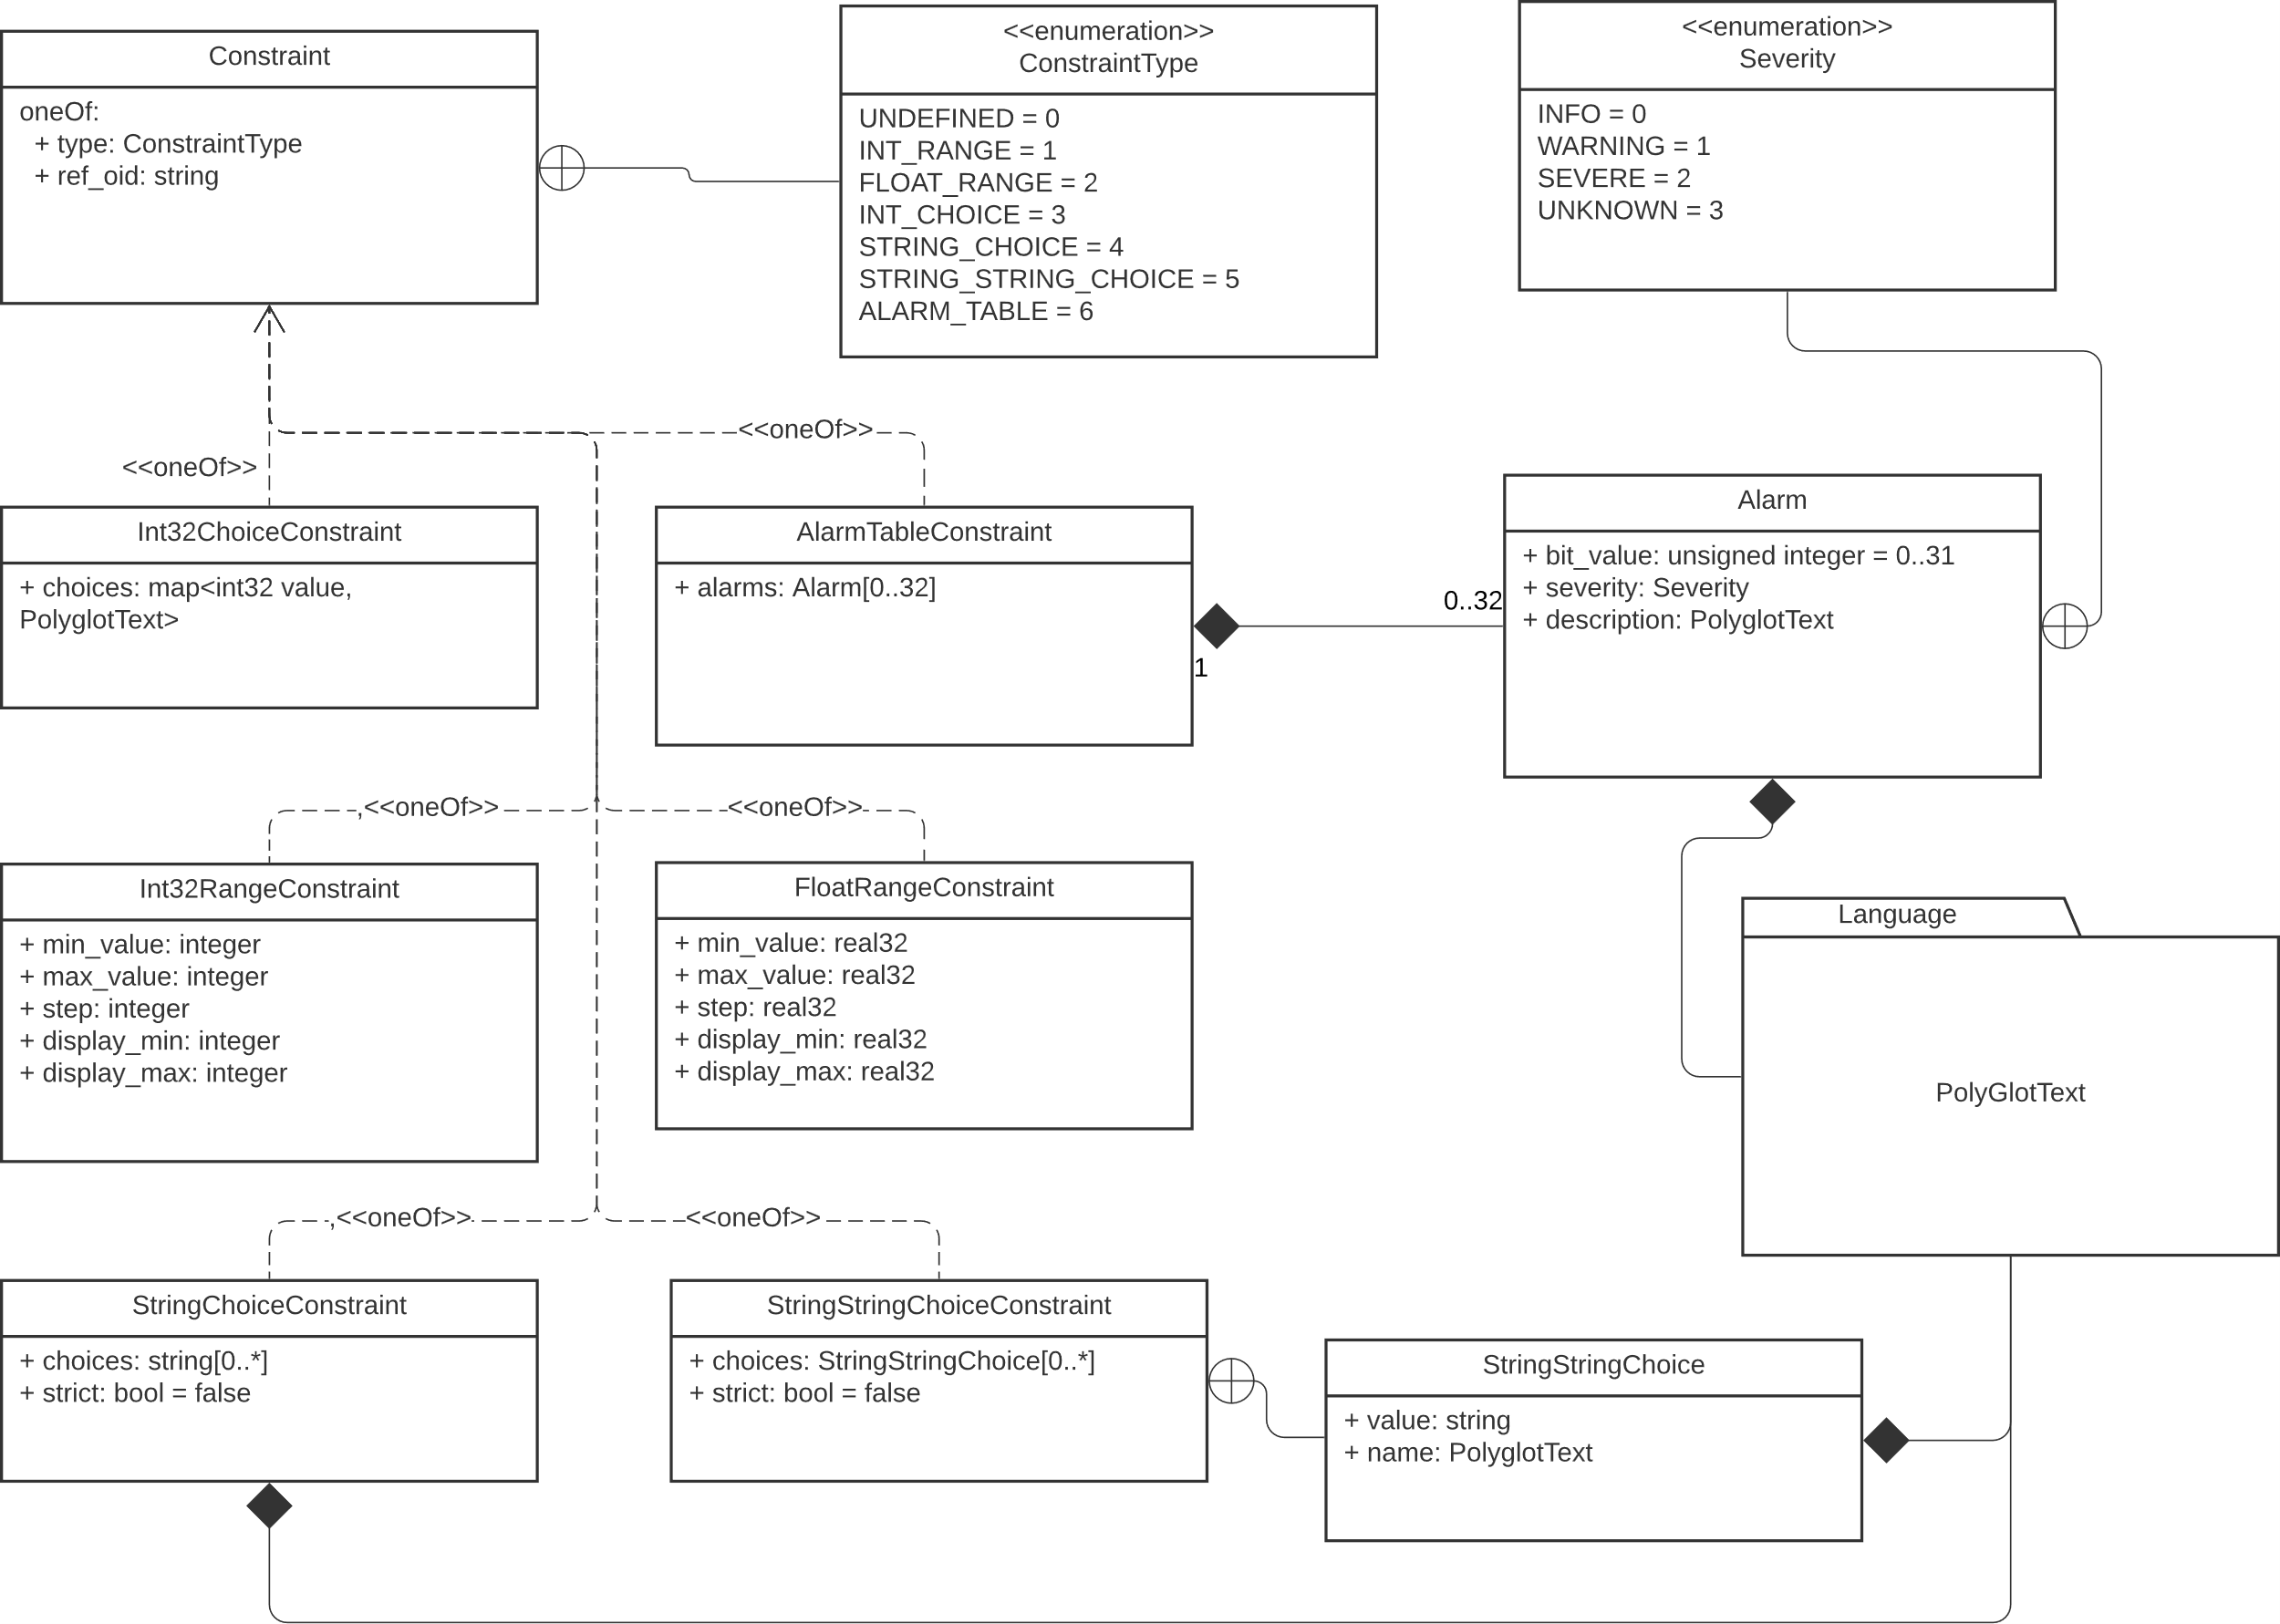 Constraint
oneOf:
+ type: ConstraintType
+ ref_oid: string
<<enumeration>>
ConstraintType
UNDEFINED = 0
INT_RANGE = 1
FLOAT_RANGE = 2
INT_CHOICE = 3
STRING_CHOICE = 4
STRING_STRING_CHOICE = 5
ALARM_TABLE = 6
<<enumeration>>
Severity
INFO = 0
WARNING = 1
SEVERE = 2
UNKNOWN = 3
<<oneOf>>
<<oneOf>>
Int32ChoiceConstraint
+ choices: map<int32 value,
PolyglotText>
AlarmTableConstraint
+ alarms: Alarm[0..32]
0..32
1
Alarm
+ bit_value: unsigned integer = 0..31
+ severity: Severity
+ description: PolyglotText
,<<oneOf>>
<<oneOf>>
Int32RangeConstraint
+ min_value: integer
+ max_value: integer
+ step: integer
+ display_min: integer
+ display_max: integer
FloatRangeConstraint
+ min_value: real32
+ max_value: real32
+ step: real32
+ display_min: real32
+ display_max: real32
Language
PolyGlotText
,<<oneOf>>
<<oneOf>>
StringChoiceConstraint
+ choices: string[0..*]
+ strict: bool = false
StringStringChoiceConstraint
+ choices: StringStringChoice[0..*]
+ strict: bool = false
StringStringChoice
+ value: string
+ name: PolyglotText